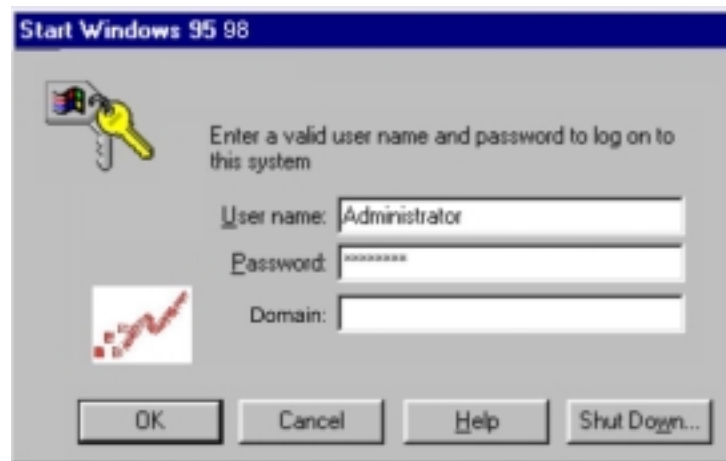 Start Windows 95 98
Enter a valid user name and password to log on to
this system
User name: Administrator
Password: ********
Domain:
OK Cancel Help Shut Down...